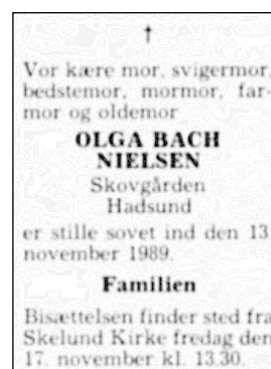 †
Vor kære mor, svigermor,
bedstemor, mormor, far-
mor og oldemor
OLGA BACH
NIELSEN
Skovgården
Hadsund
er stille sovet ind den 13.
november 1989.
Familien
Bisættelsen finder sted fra
Skelund Kirke fredag den
17. november kl. 13.30.